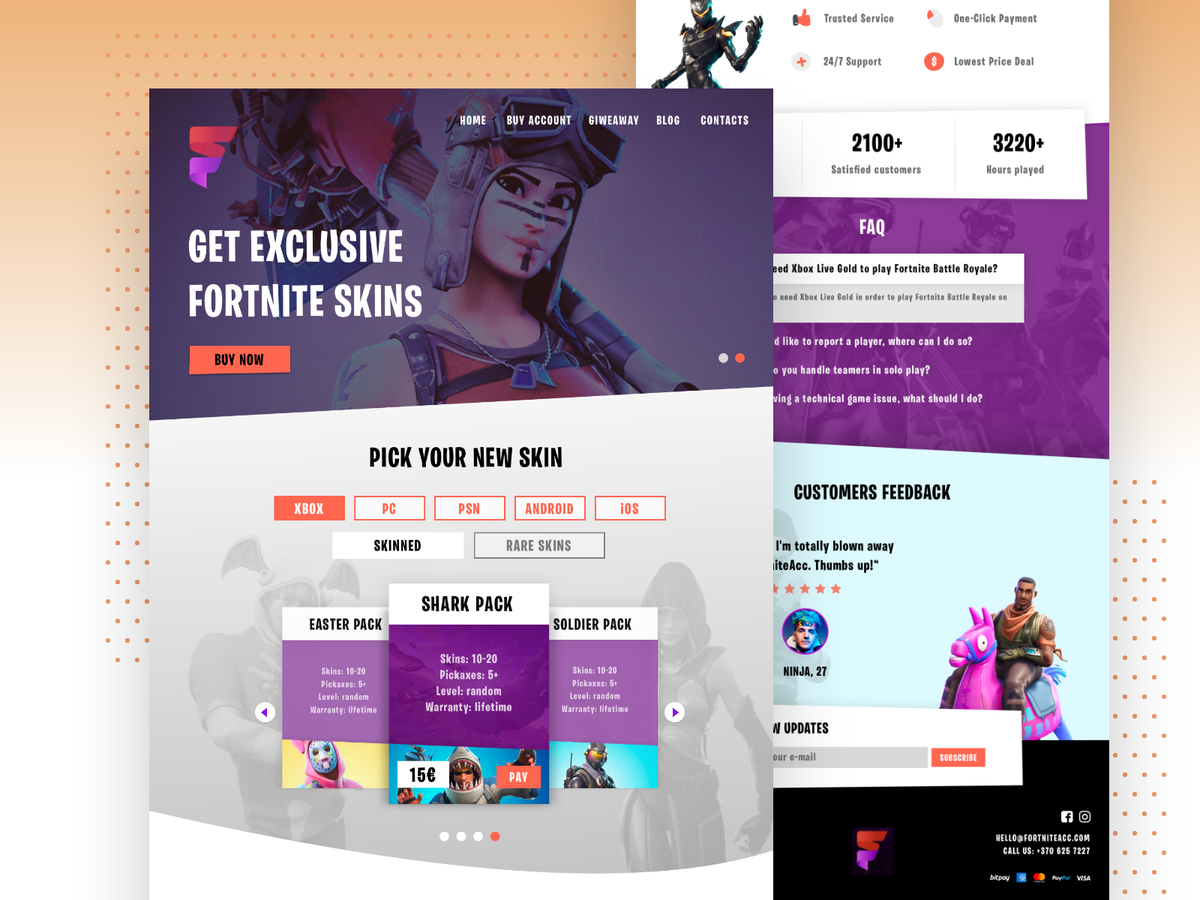 HOME BUY ACCOUNT GIWEAWAY BLOG CONTACTS
GET EXCLUSIVE
FORTNITE SKINS
BUY NOW
PICK YOUR NEW SKIN
XBOX PC PSN ANDROID iOS
SKINNED RARE SKINS
EASTER PACK
Skins: 10-20
Pickaxes: 5+
Level: random
Warranty: lifetime
SHARK PACK
Skins: 10-20
Pickaxes: 5+
Level: random
Warranty: lifetime
15€ PAY
SOLDIER PACK
Skins: 10-20
Pickaxes: 5+
Level: random
Warranty: lifetime
Trusted Service One-Click Payment
24/7 Support Lowest Price Deal
2100+ 3220+
Satisfied customers Hours played
FAQ
eed Xbox Live Gold to play Fortnite Battle Royale?
o need Xbox Live Gold in order to play Fortnite Battle Royale on
d like to report a player, where can I do so?
o you handle teamers in solo play?
ving a technical game issue, what should I do?
CUSTOMERS FEEDBACK
I'm totally blown away
niteAcc. Thumbs up!“
NINJA, 27
W UPDATES
our e-mail SUBSCRIBE
HELLO@FORTNITEACC.COM
CALL US: +370 625 7227
bitpay PayPal VISA